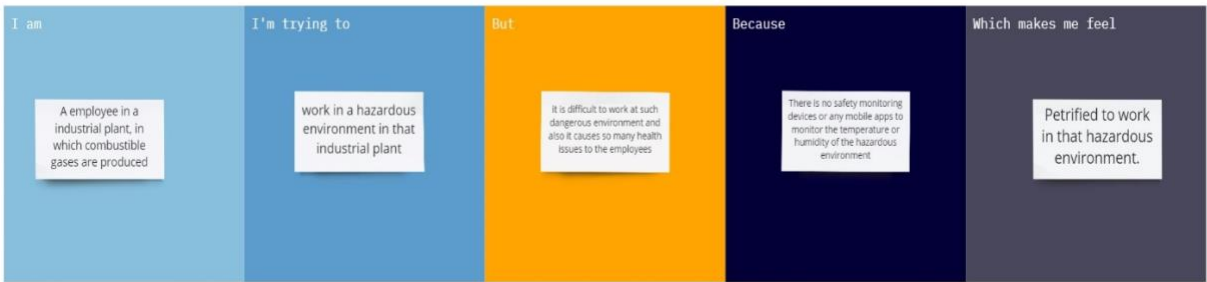 I am
A employee in a
industrial plant, in
which combustible
gases are produced
I'm trying to
work in a hazardous
environment in that
industrial plant
But
it is difficult to work at such
dangerous environment and
also it causes so many health
issues to the employees
Because
There is no safety monitoring
devices or any mobile apps to
monitor the temperature or
humidity of the hazardous
environment
Which makes me feel
Petrified to work
in that hazardous
environment.